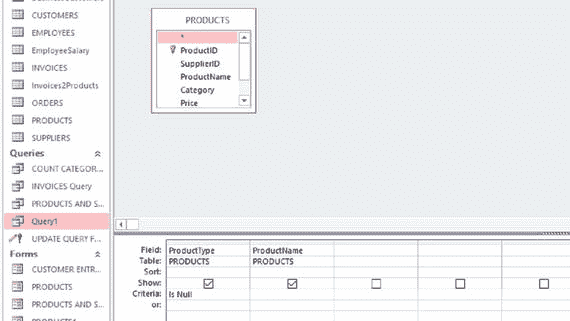 CUSTOMERS
EMPLOYEES
EmployeeSalary
INVOICES
Invoices2Products
ORDERS
PRODUCTS
SUPPLIERS
Queries
COUNT CATEGOR...
INVOICES Query
PRODUCTS AND S...
Query1
UPDATE QUERY F...
Forms
CUSTOMER ENTR...
PRODUCTS
PRODUCTS AND S...
PRODUCTS
*
ProductID
SupplierID
ProductName
Category
Price
Field: ProductType ProductName
Table: PRODUCTS PRODUCTS
Sort:
Show:
Criteria: Is Null
or: